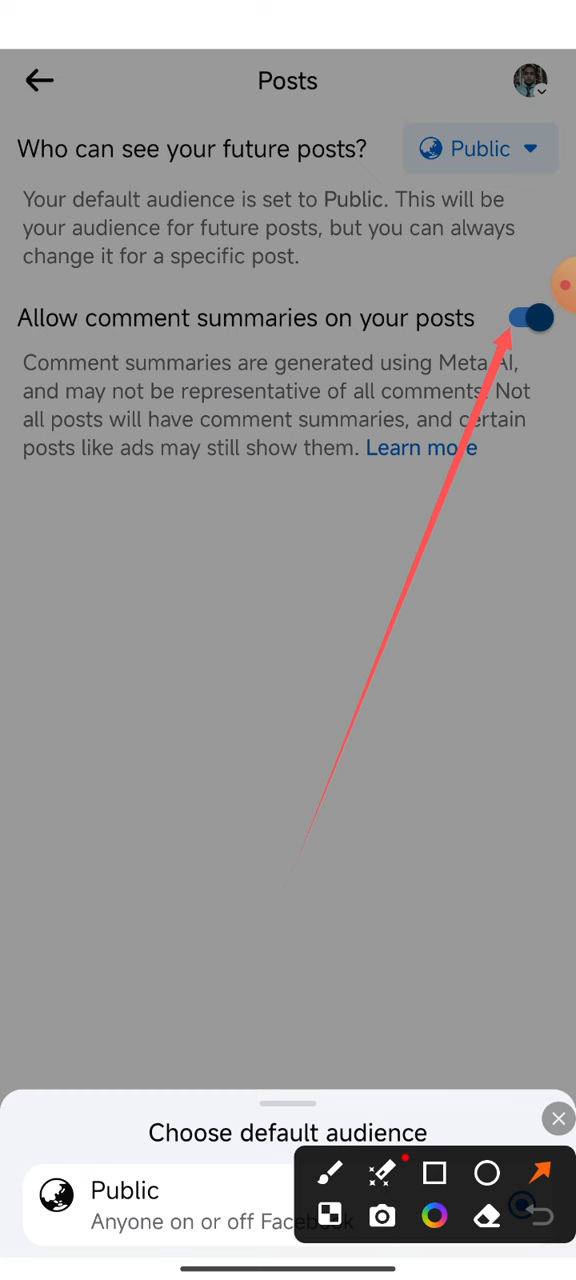 Posts
Who can see your future posts?
Public
Your default audience is set to Public. This will be
your audience for future posts, but you can always
change it for a specific post.
Allow comment summaries on your posts
Comment summaries are generated using Meta AI,
and may not be representative of all comments. Not
all posts will have comment summaries, and certain
posts like ads may still show them. Learn more
Choose default audience
Public
Anyone on or off Facebook